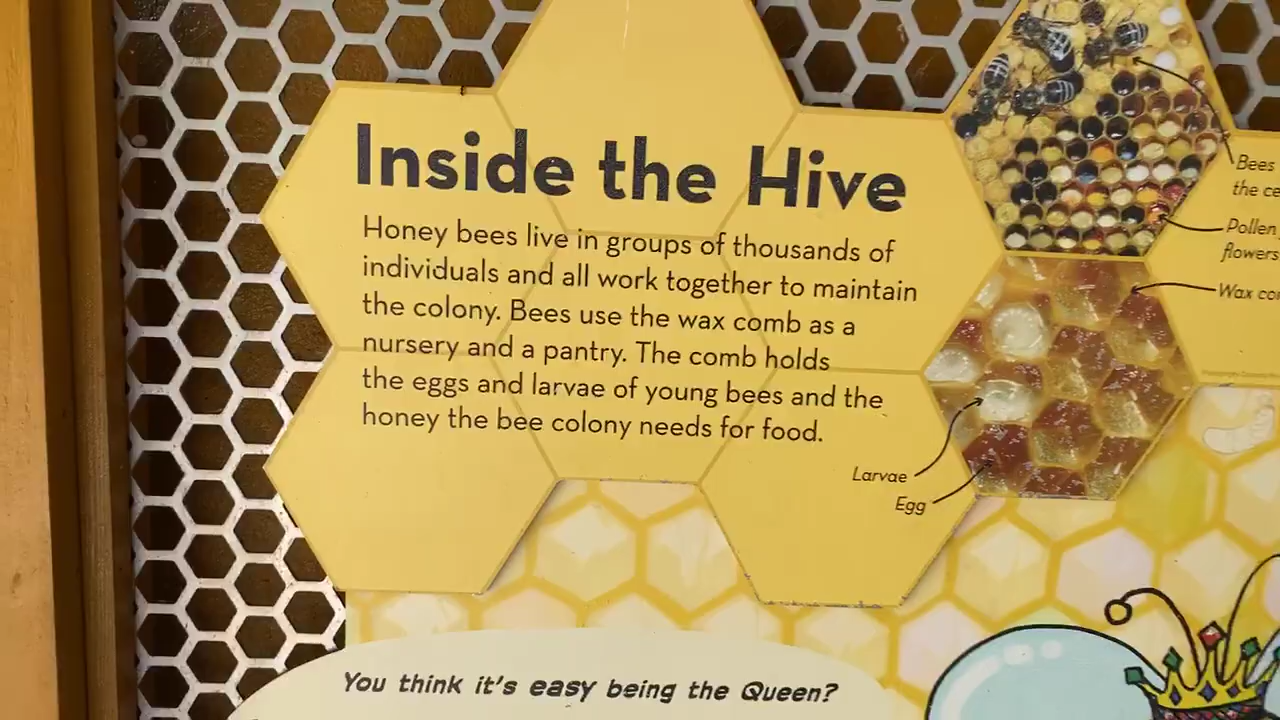 Inside the Hive
Honey bees live in groups of thousands of
individuals and all work together to maintain
the colony. Bees use the wax comb as a
nursery and a pantry. The comb holds
the eggs and larvae of young bees and the
honey the bee colony needs for food.
Larvae
Egg
Bees
the
Pollen
flowers
Wax
You think it's easy being the Queen?